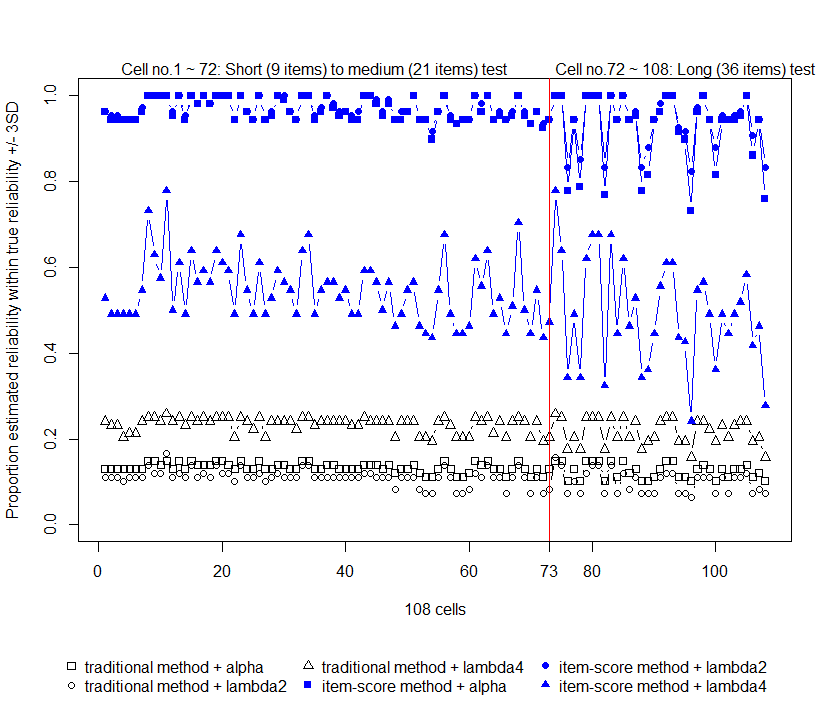 Cell no.1 ~ 72: Short (9 items) to medium (21 items) test
Cell no.72 ~ 108: Long (36 items) test
Proportion estimated reliability within true reliability +/- 3SD
1.0
0.8
0.6
0.4
0.2
0.0
0 20 40 60 73 80 100
108 cells
traditional method + alpha
traditional method + lambda4
item-score method + lambda2
traditional method + lambda2
item-score method + alpha
item-score method + lambda4